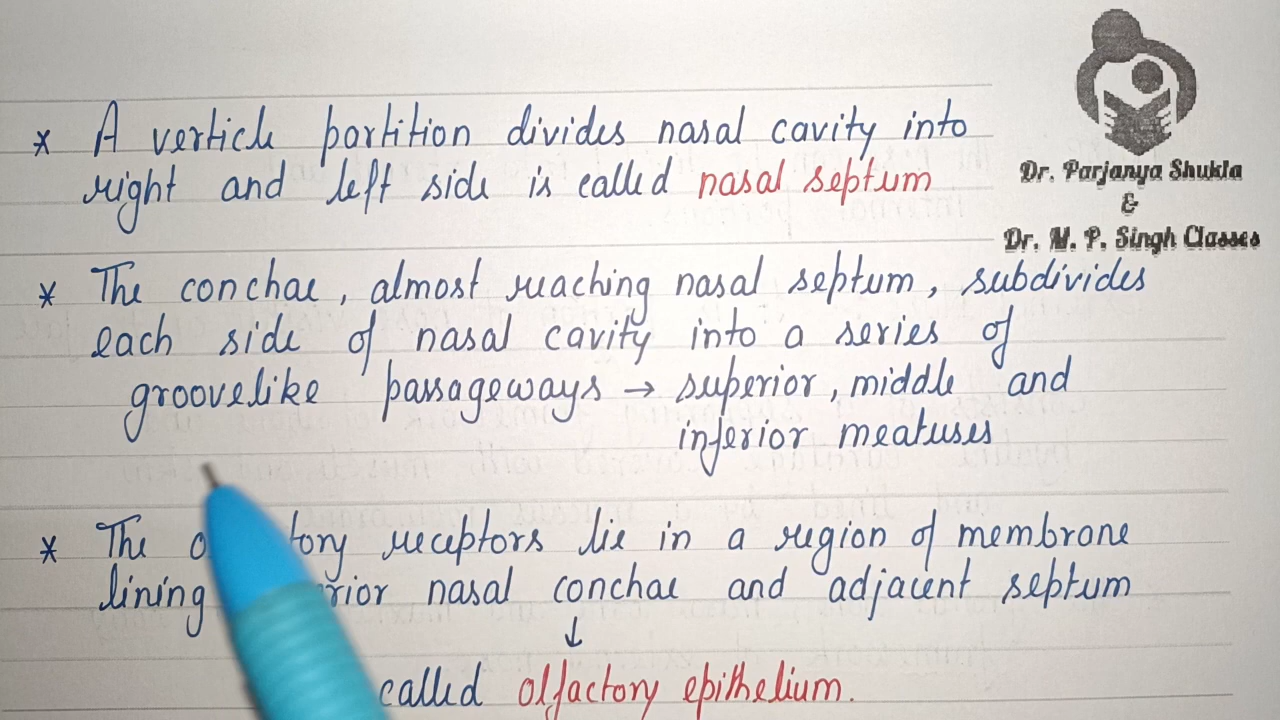 * A verticle partition divides nasal cavity into
right and left side is called nasal septum
* The conchae, almost reaching nasal septum, subdivides
each side of nasal cavity into a series of
groovelike passageways → superior, middle and
inferior meatuses
* The tory receptors lie in a region of membrane
lining rior nasal conchae and adjacent septum
↓
called olfactory epithelium.
Dr. Parjanya Shukla
&
Dr. M. P. Singh Classes